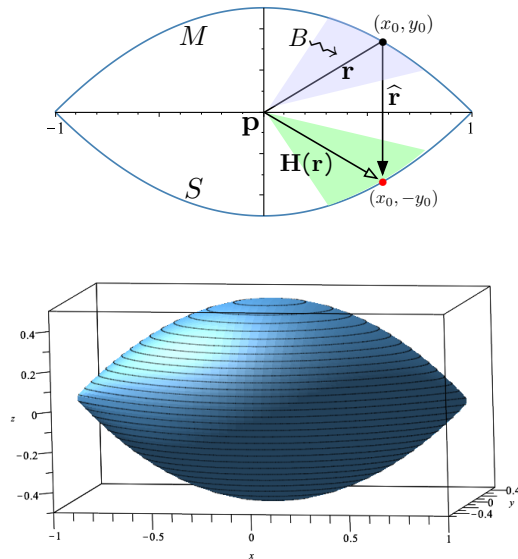 (x₀, y₀)
M
B
r
r̂
-1
p
1
H(r)
S
(x₀, −y₀)
0.4
0.2
z
0
-0.2
-0.4
-1
-0.5
0
0.5
1
x
-0.4
0
0.4
y